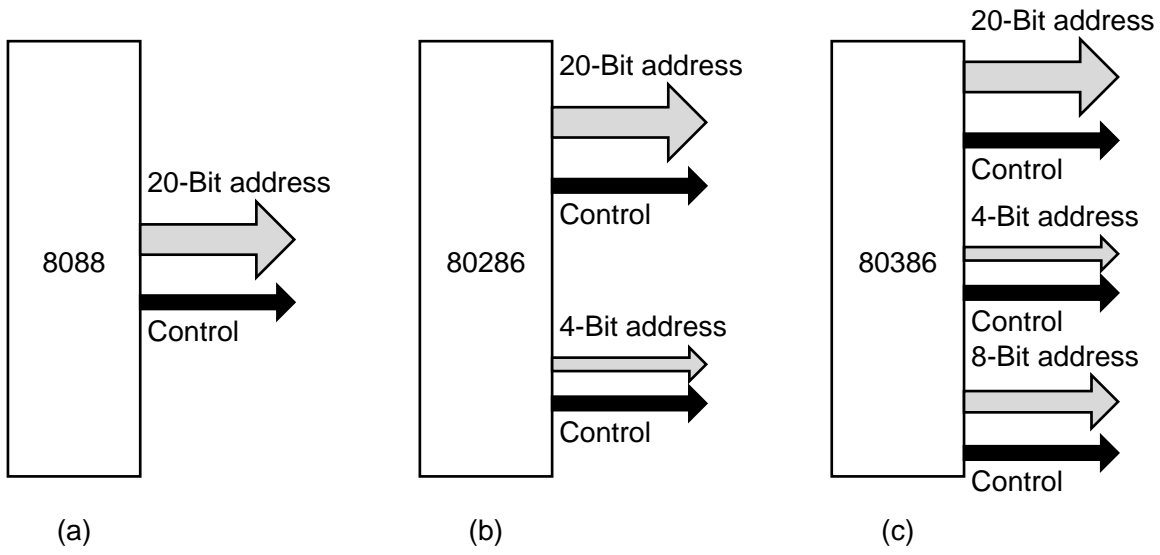 20-Bit address
Control
8088
(a)
20-Bit address
Control
80286
4-Bit address
Control
(b)
20-Bit address
Control
4-Bit address
80386
Control
8-Bit address
Control
(c)